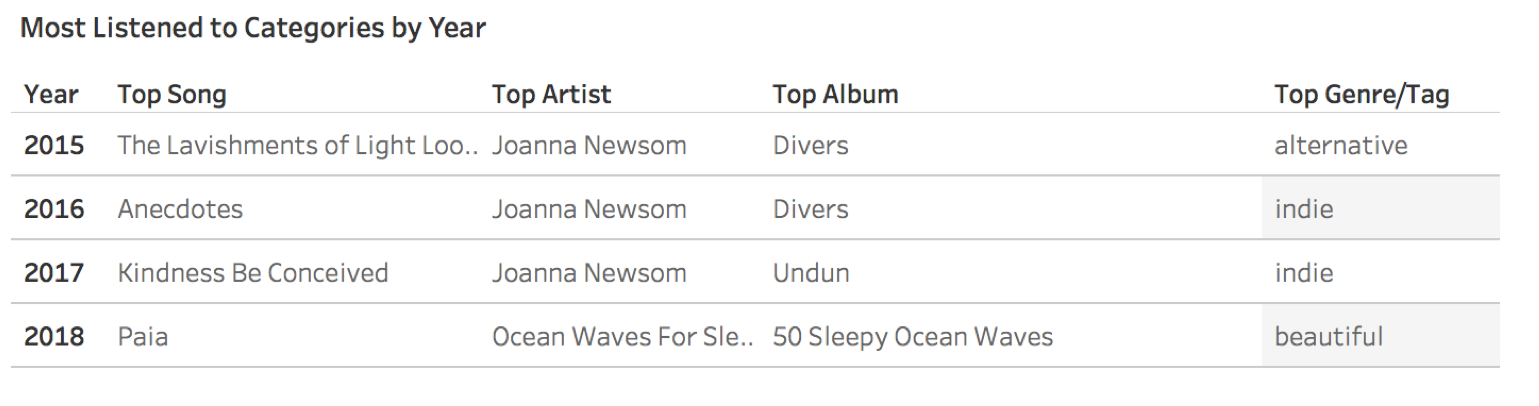 Most Listened to Categories by Year
Year Top Song Top Artist Top Album Top Genre/Tag
2015 The Lavishments of Light Loo.. Joanna Newsom Divers alternative
2016 Anecdotes Joanna Newsom Divers indie
2017 Kindness Be Conceived Joanna Newsom Undun indie
2018 Paia Ocean Waves For Sle.. 50 Sleepy Ocean Waves beautiful